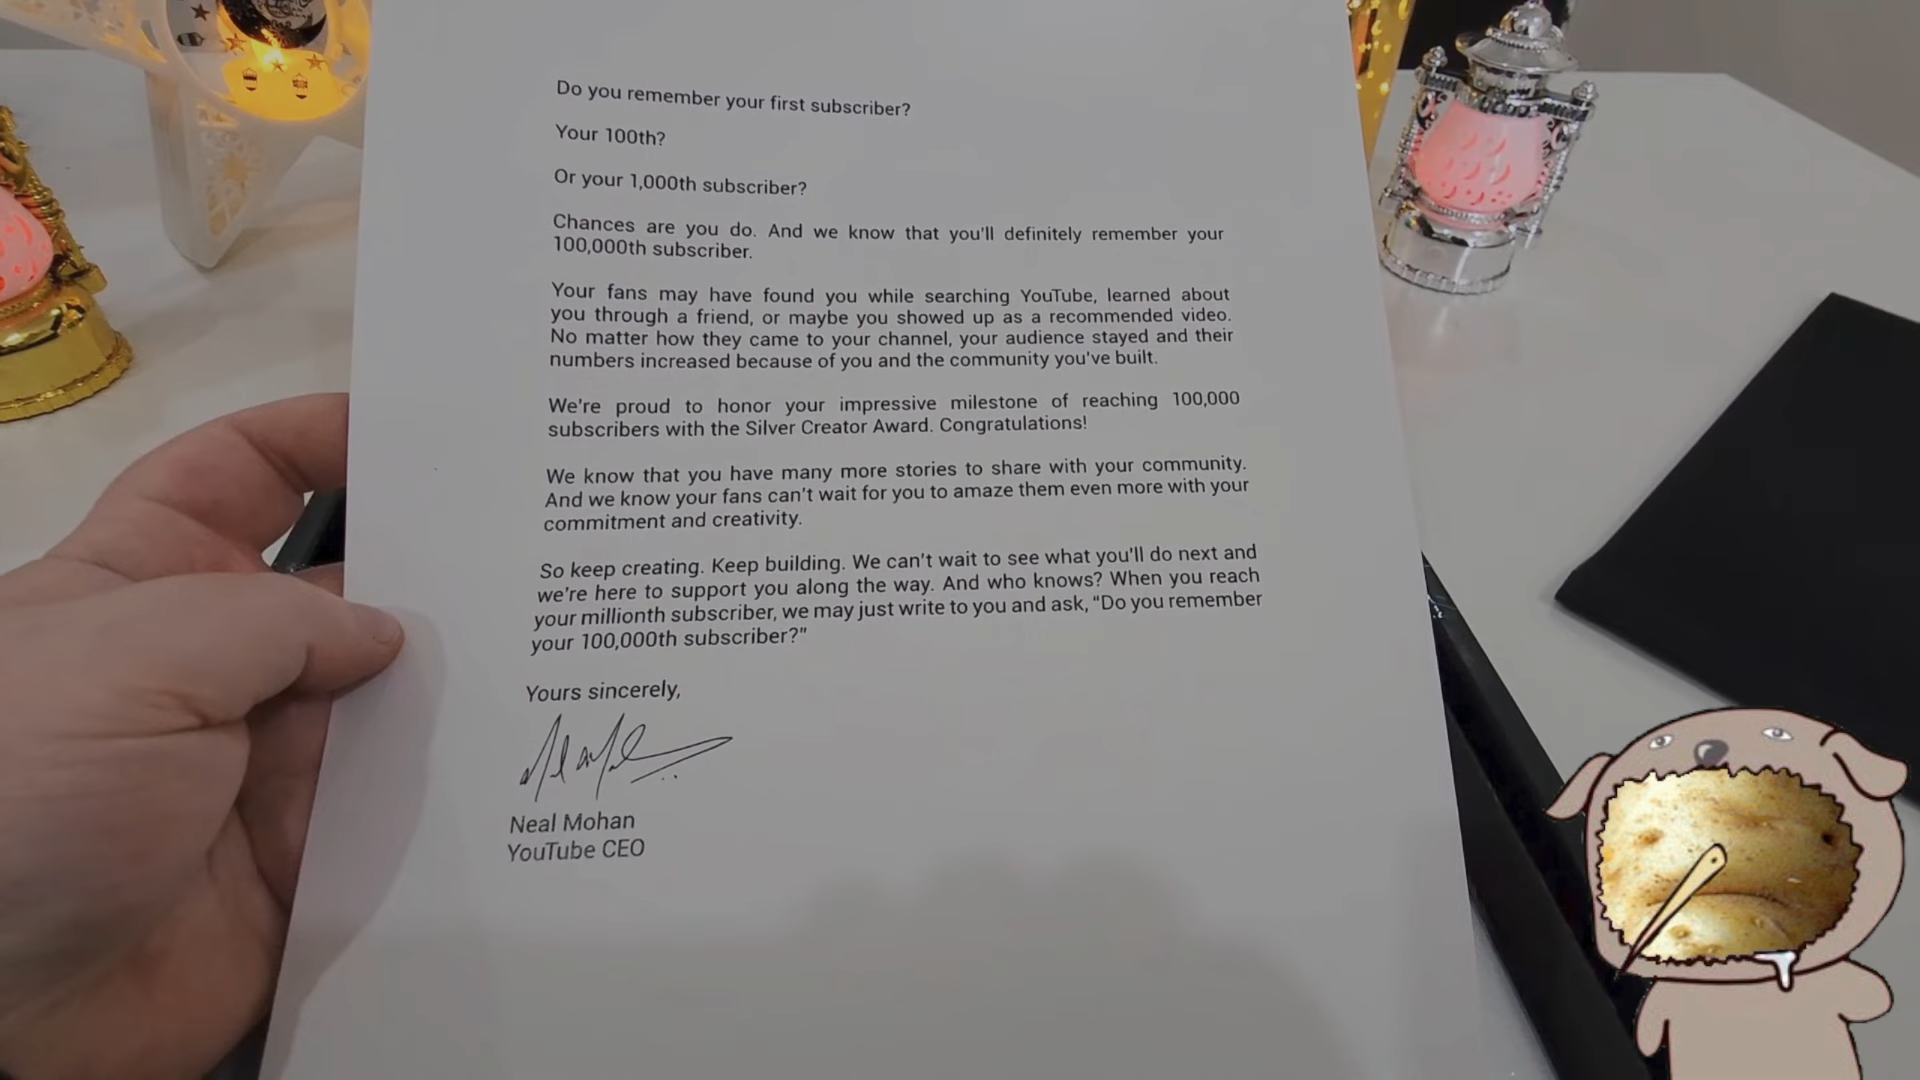 Do you remember your first subscriber?
Your 100th?
Or your 1,000th subscriber?
Chances are you do. And we know that you'll definitely remember your
100,000th subscriber.
Your fans may have found you while searching YouTube, learned about
you through a friend, or maybe you showed up as a recommended video.
No matter how they came to your channel, your audience stayed and their
numbers increased because of you and the community you've built.
We're proud to honor your impressive milestone of reaching 100,000
subscribers with the Silver Creator Award. Congratulations!
We know that you have many more stories to share with your community.
And we know your fans can't wait for you to amaze them even more with your
commitment and creativity.
So keep creating. Keep building. We can't wait to see what you'll do next and
we're here to support you along the way. And who knows? When you reach
your millionth subscriber, we may just write to you and ask, “Do you remember
your 100,000th subscriber?”
Yours sincerely,
Neal Mohan
YouTube CEO